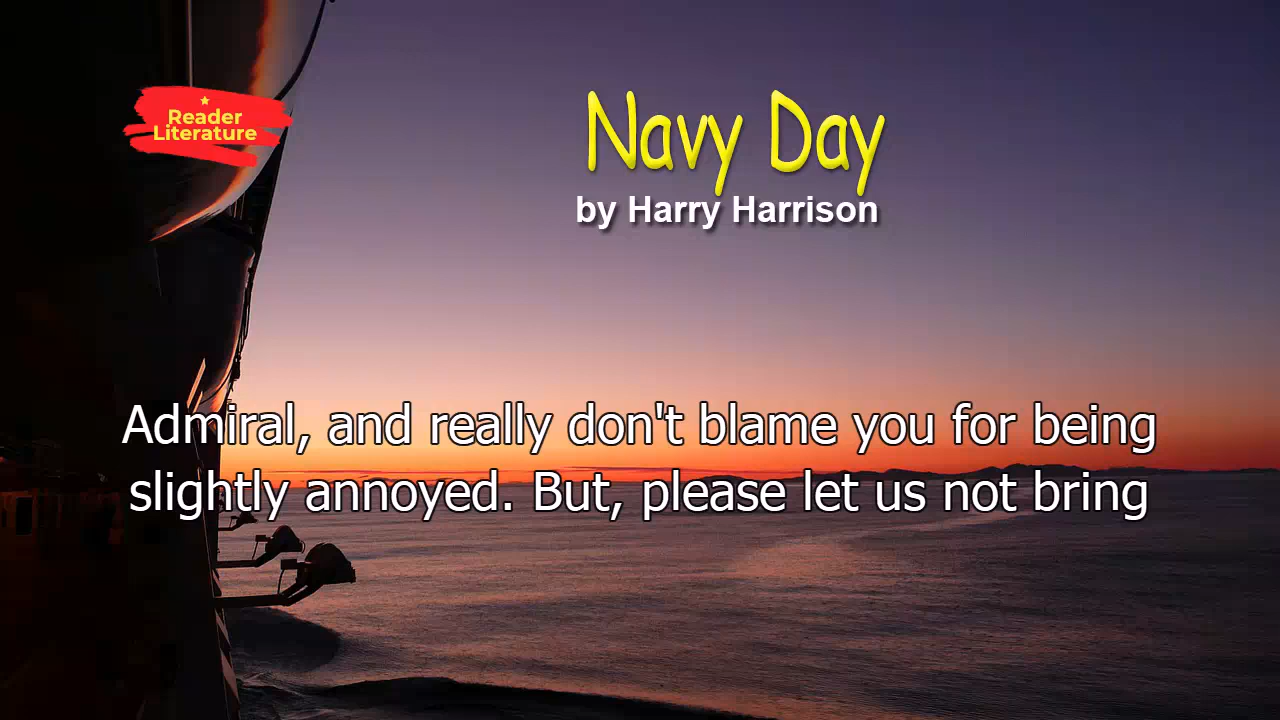 Reader
Literature
Navy Day
by Harry Harrison
Admiral, and really don't blame you for being
slightly annoyed. But, please let us not bring